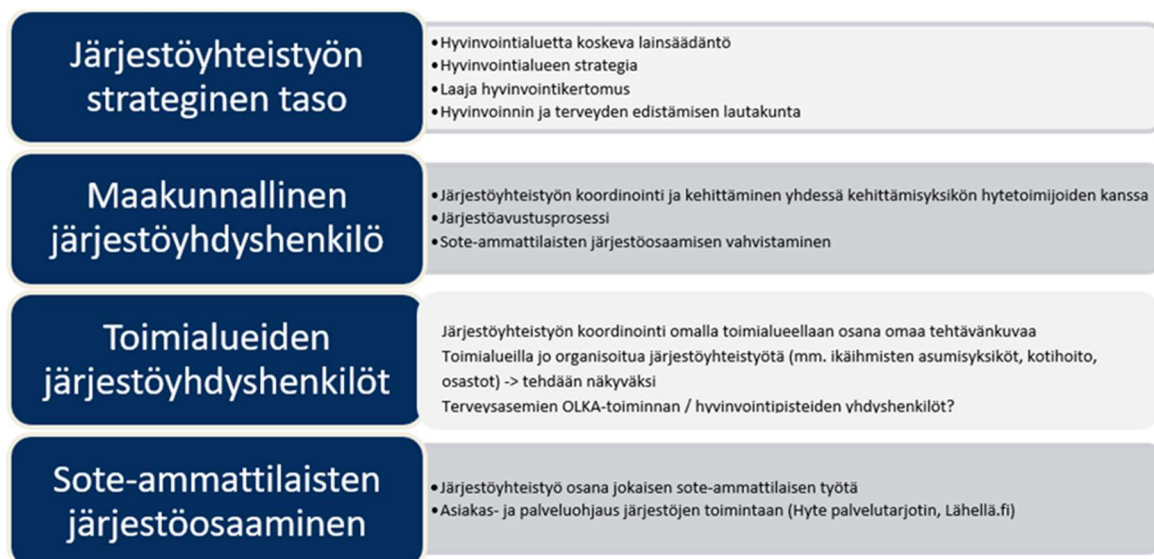 Järjestöyhteistyön
strateginen taso
•Hyvinvointialuetta koskeva lainsäädäntö
•Hyvinvointialueen strategia
•Laaja hyvinvointikertomus
•Hyvinvoinnin ja terveyden edistämisen lautakunta
Maakunnallinen
järjestöyhdyshenkilö
•Järjestöyhteistyön koordinointi ja kehittäminen yhdessä kehittämisyksikön hytetoimijoiden kanssa
•Järjestöavustusprosessi
•Sote-ammattilaisten järjestöosaamisen vahvistaminen
Toimialueiden
järjestöyhdyshenkilöt
Järjestöyhteistyön koordinointi omalla toimialueellaan osana omaa tehtävänkuvaa
Toimialueilla jo organisoitua järjestöyhteistyötä (mm. ikäihmisten asumisyksiköt, kotihoito,
osastot) -> tehdään näkyväksi
Terveysasemien OLKA-toiminnan / hyvinvointipisteiden yhdyshenkilöt?
Sote-ammattilaisten
järjestöosaaminen
•Järjestöyhteistyö osana jokaisen sote-ammattilaisen työtä
•Asiakas- ja palveluohjaus järjestöjen toimintaan (Hyte palvelutarjotin, Lähellä.fi)